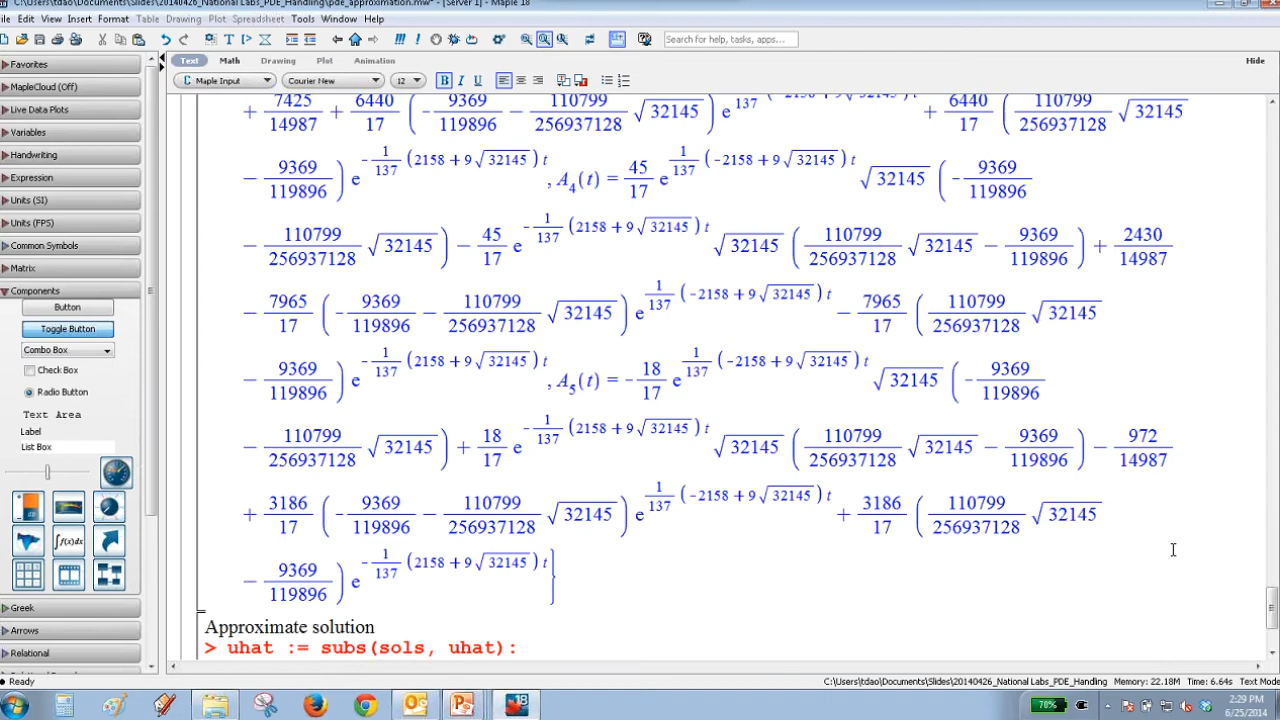 C:\Users\tdao\Documents\Slides\20140426_National Labs_PDE_Handling\pde_approximation.mw* - [Server 1] - Maple 18
File Edit View Insert Format Table Drawing Plot Spreadsheet Tools Window Help
Search for help, tasks, apps...
Favorites
MapleCloud (Off)
Live Data Plots
Variables
Handwriting
Expression
Units (SI)
Units (FPS)
Common Symbols
Matrix
Components
Button
Toggle Button
Combo Box
Check Box
Radio Button
Text Area
Label
List Box
Greek
Arrows
Relational
Ready
Text Math Drawing Plot Animation
Hide
Maple Input Courier New 12 B I U
+ 7425/14987 + 6440/17 (- 9369/119896 - 110799/256937128 √32145) e^(1/137 (-2158 + 9√32145) t) + 6440/17 (110799/256937128 √32145
- 9369/119896) e^(-1/137 (2158 + 9√32145) t), A₄(t) = 45/17 e^(1/137 (-2158 + 9√32145) t) √32145 (- 9369/119896
- 110799/256937128 √32145) - 45/17 e^(-1/137 (2158 + 9√32145) t) √32145 (110799/256937128 √32145 - 9369/119896) + 2430/14987
- 7965/17 (- 9369/119896 - 110799/256937128 √32145) e^(1/137 (-2158 + 9√32145) t) - 7965/17 (110799/256937128 √32145
- 9369/119896) e^(-1/137 (2158 + 9√32145) t), A₅(t) = - 18/17 e^(1/137 (-2158 + 9√32145) t) √32145 (- 9369/119896
- 110799/256937128 √32145) + 18/17 e^(-1/137 (2158 + 9√32145) t) √32145 (110799/256937128 √32145 - 9369/119896) - 972/14987
+ 3186/17 (- 9369/119896 - 110799/256937128 √32145) e^(1/137 (-2158 + 9√32145) t) + 3186/17 (110799/256937128 √32145
- 9369/119896) e^(-1/137 (2158 + 9√32145) t)}
Approximate solution
> uhat := subs(sols, uhat):
C:\Users\tdao\Documents\Slides\20140426_National Labs_PDE_Handling Memory: 22.18M Time: 6.64s Text Mode
70%
2:29 PM
6/25/2014